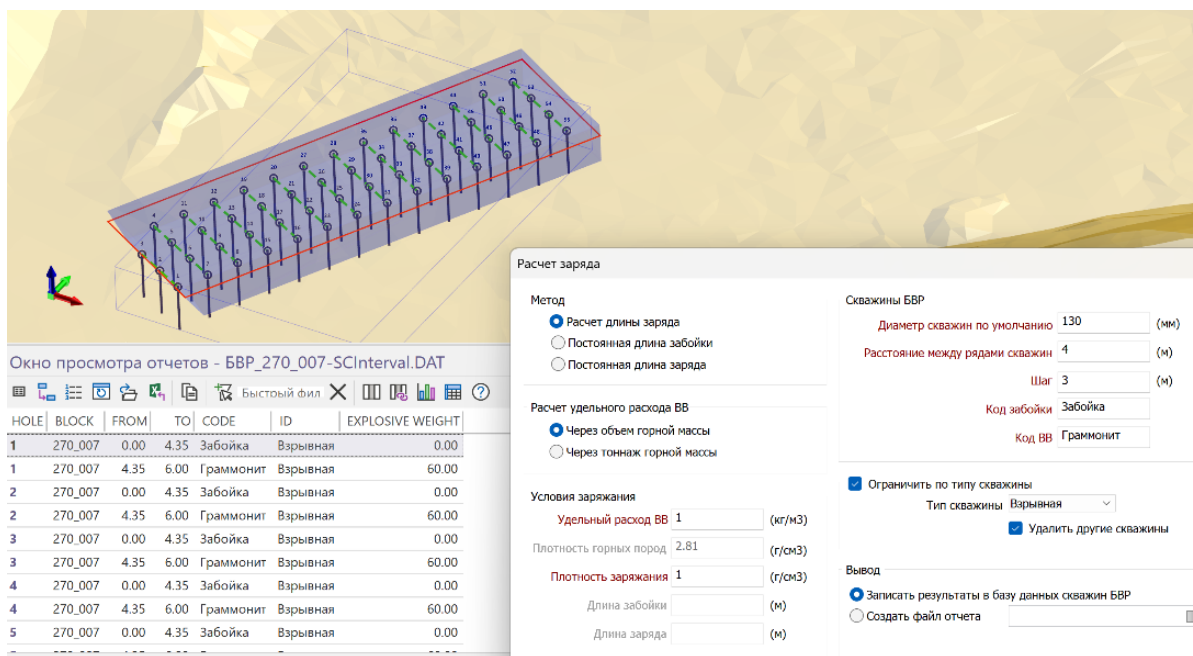 Расчет заряда
Метод
Расчет длины заряда
Постоянная длина забойки
Постоянная длина заряда
Расчет удельного расхода ВВ
Через объем горной массы
Через тоннаж горной массы
Условия заряжания
Удельный расход ВВ 1 (кг/м3)
Плотность горных пород 2.81 (г/см3)
Плотность заряжания 1 (г/см3)
Длина забойки (м)
Длина заряда (м)
Скважины БВР
Диаметр скважин по умолчанию 130 (мм)
Расстояние между рядами скважин 4 (м)
Шаг 3 (м)
Код забойки Забойка
Код ВВ Граммонит
Ограничить по типу скважины
Тип скважины Взрывная
Удалить другие скважины
Вывод
Записать результаты в базу данных скважин БВР
Создать файл отчета
Окно просмотра отчетов - БВР_270_007-SCInterval.DAT
Быстрый фил
HOLE BLOCK FROM TO CODE ID EXPLOSIVE WEIGHT
1 270_007 0.00 4.35 Забойка Взрывная 0.00
1 270_007 4.35 6.00 Граммонит Взрывная 60.00
2 270_007 0.00 4.35 Забойка Взрывная 0.00
2 270_007 4.35 6.00 Граммонит Взрывная 60.00
3 270_007 0.00 4.35 Забойка Взрывная 0.00
3 270_007 4.35 6.00 Граммонит Взрывная 60.00
4 270_007 0.00 4.35 Забойка Взрывная 0.00
4 270_007 4.35 6.00 Граммонит Взрывная 60.00
5 270_007 0.00 4.35 Забойка Взрывная 0.00